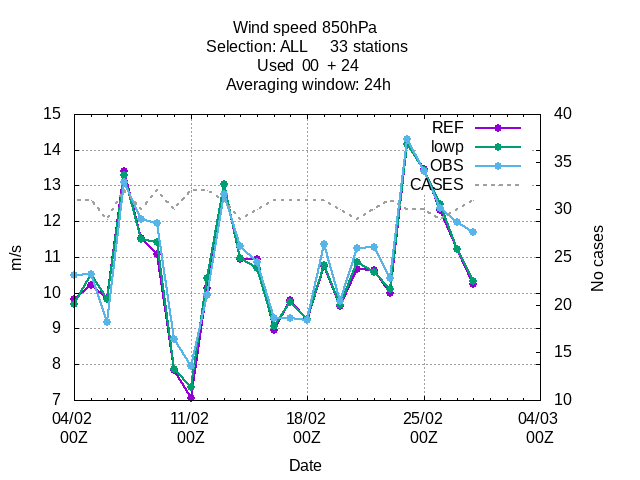 Wind speed 850hPa
Selection: ALL 33 stations
Used 00 + 24
Averaging window: 24h
15
14
13
12
11
10
9
8
7
m/s
40
35
30
25
20
15
10
No cases
REF
lowp
OBS
CASES
04/02 11/02 18/02 25/02 04/03
00Z 00Z 00Z 00Z 00Z
Date